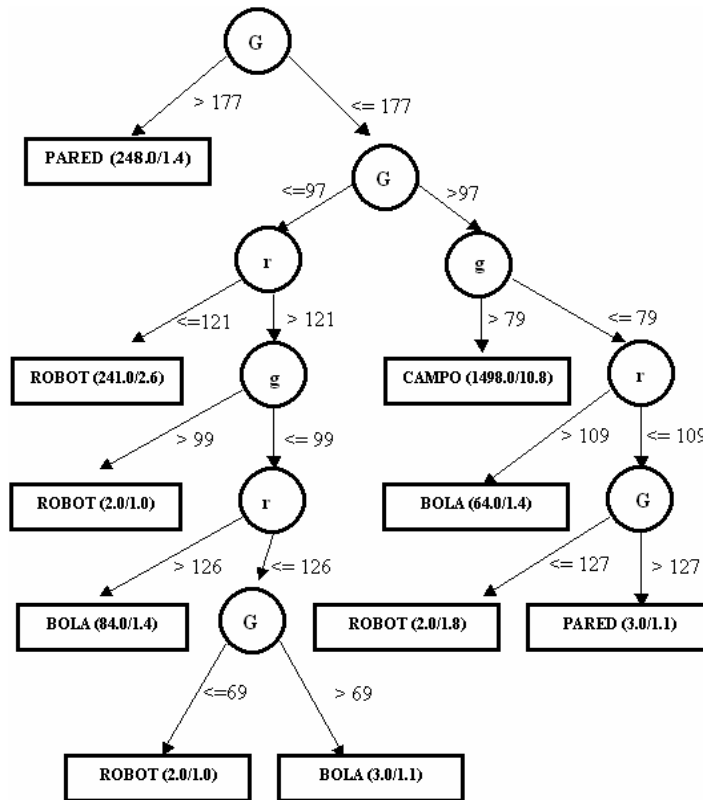 G
> 177
<= 177
PARED (248.0/1.4)
G
<=97
>97
r
g
<=121
> 121
> 79
<= 79
ROBOT (241.0/2.6)
g
CAMPO (1498.0/10.8)
r
> 99
<= 99
> 109
<= 109
ROBOT (2.0/1.0)
r
BOLA (64.0/1.4)
G
> 126
<= 126
<= 127
> 127
BOLA (84.0/1.4)
G
ROBOT (2.0/1.8)
PARED (3.0/1.1)
<=69
> 69
ROBOT (2.0/1.0)
BOLA (3.0/1.1)